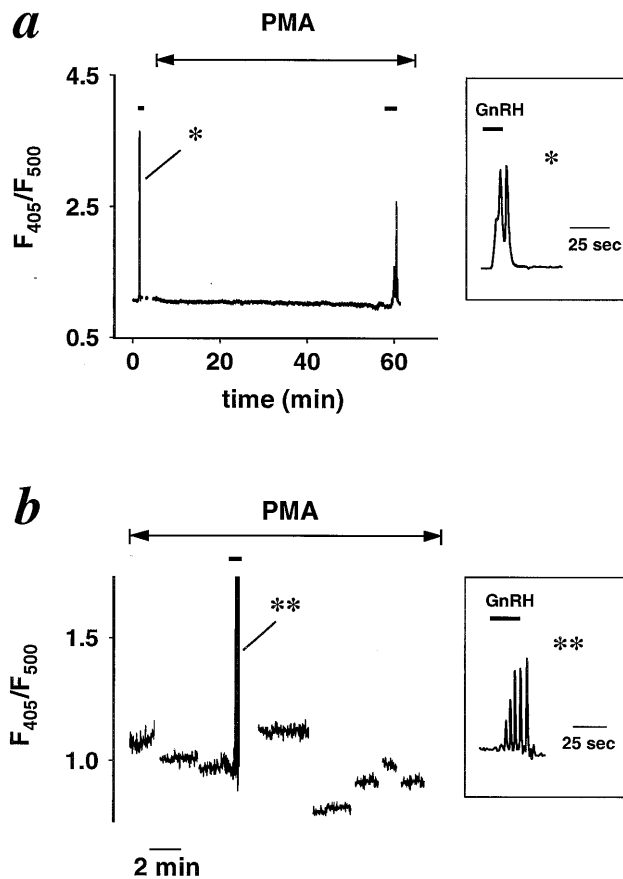 a
PMA
4.5
2.5
0.5
F405/F500
*
0 20 40 60
time (min)
GnRH
*
25 sec
b
PMA
1.5
1.0
F405/F500
**
2 min
GnRH
**
25 sec